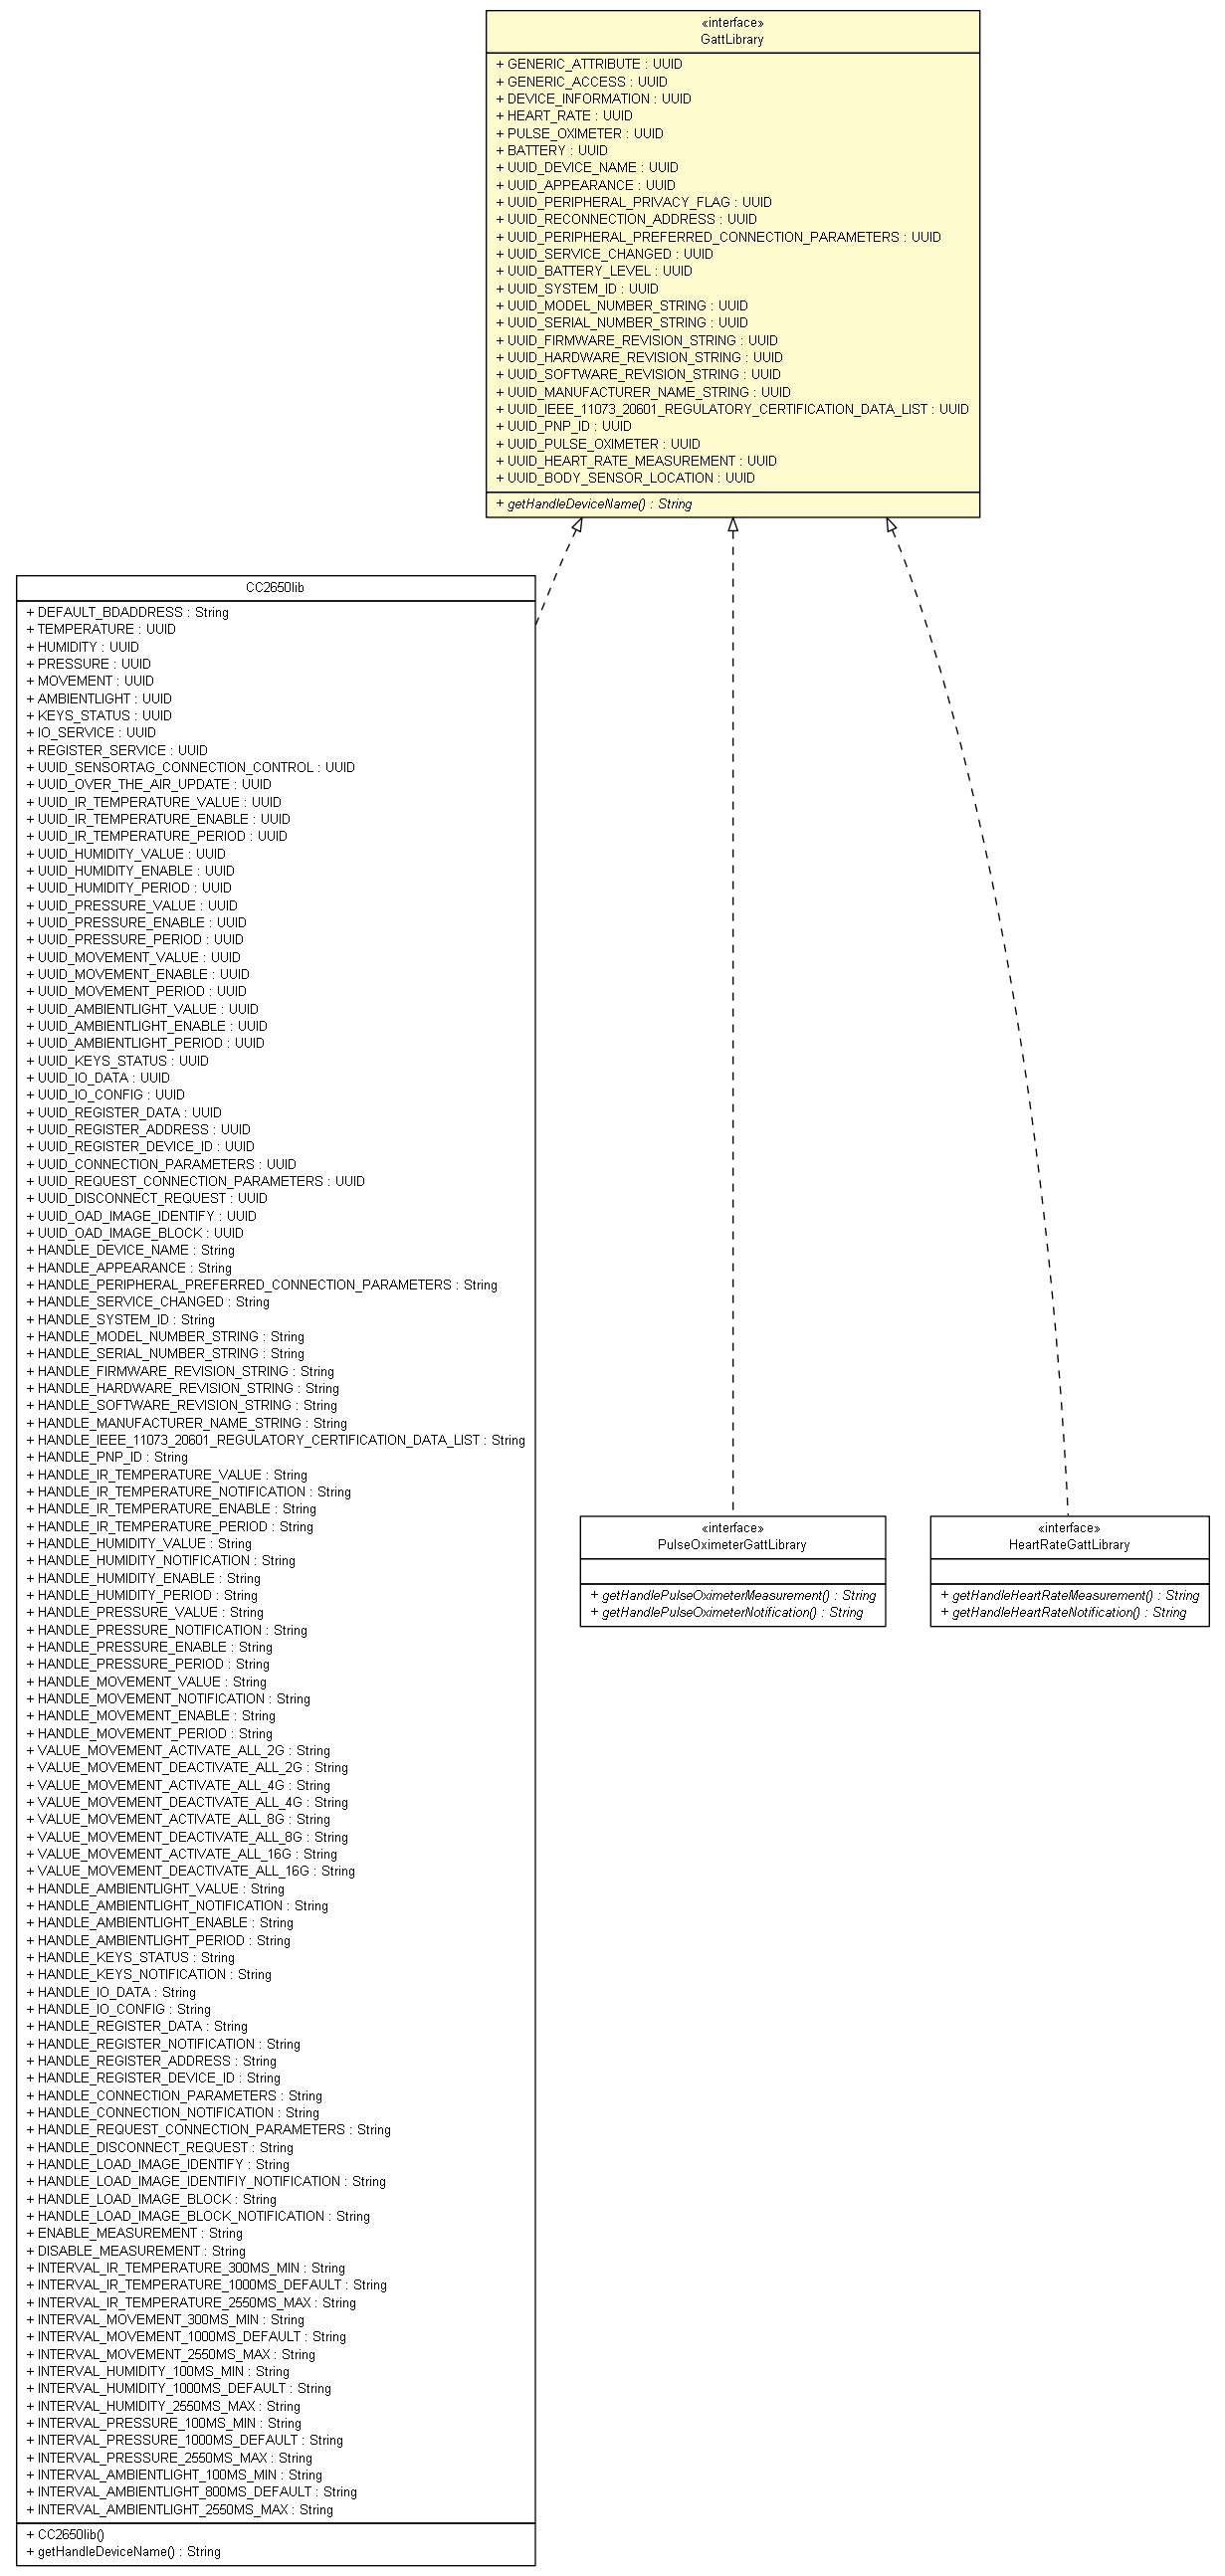 «interface»
GattLibrary
+ GENERIC_ATTRIBUTE : UUID
+ GENERIC_ACCESS : UUID
+ DEVICE_INFORMATION : UUID
+ HEART_RATE : UUID
+ PULSE_OXIMETER : UUID
+ BATTERY : UUID
+ UUID_DEVICE_NAME : UUID
+ UUID_APPEARANCE : UUID
+ UUID_PERIPHERAL_PRIVACY_FLAG : UUID
+ UUID_RECONNECTION_ADDRESS : UUID
+ UUID_PERIPHERAL_PREFERRED_CONNECTION_PARAMETERS : UUID
+ UUID_SERVICE_CHANGED : UUID
+ UUID_BATTERY_LEVEL : UUID
+ UUID_SYSTEM_ID : UUID
+ UUID_MODEL_NUMBER_STRING : UUID
+ UUID_SERIAL_NUMBER_STRING : UUID
+ UUID_FIRMWARE_REVISION_STRING : UUID
+ UUID_HARDWARE_REVISION_STRING : UUID
+ UUID_SOFTWARE_REVISION_STRING : UUID
+ UUID_MANUFACTURER_NAME_STRING : UUID
+ UUID_IEEE_11073_20601_REGULATORY_CERTIFICATION_DATA_LIST : UUID
+ UUID_PNP_ID : UUID
+ UUID_PULSE_OXIMETER : UUID
+ UUID_HEART_RATE_MEASUREMENT : UUID
+ UUID_BODY_SENSOR_LOCATION : UUID
+ getHandleDeviceName() : String
CC2650lib
+ DEFAULT_BDADDRESS : String
+ TEMPERATURE : UUID
+ HUMIDITY : UUID
+ PRESSURE : UUID
+ MOVEMENT : UUID
+ AMBIENTLIGHT : UUID
+ KEYS_STATUS : UUID
+ IO_SERVICE : UUID
+ REGISTER_SERVICE : UUID
+ UUID_SENSORTAG_CONNECTION_CONTROL : UUID
+ UUID_OVER_THE_AIR_UPDATE : UUID
+ UUID_IR_TEMPERATURE_VALUE : UUID
+ UUID_IR_TEMPERATURE_ENABLE : UUID
+ UUID_IR_TEMPERATURE_PERIOD : UUID
+ UUID_HUMIDITY_VALUE : UUID
+ UUID_HUMIDITY_ENABLE : UUID
+ UUID_HUMIDITY_PERIOD : UUID
+ UUID_PRESSURE_VALUE : UUID
+ UUID_PRESSURE_ENABLE : UUID
+ UUID_PRESSURE_PERIOD : UUID
+ UUID_MOVEMENT_VALUE : UUID
+ UUID_MOVEMENT_ENABLE : UUID
+ UUID_MOVEMENT_PERIOD : UUID
+ UUID_AMBIENTLIGHT_VALUE : UUID
+ UUID_AMBIENTLIGHT_ENABLE : UUID
+ UUID_AMBIENTLIGHT_PERIOD : UUID
+ UUID_KEYS_STATUS : UUID
+ UUID_IO_DATA : UUID
+ UUID_IO_CONFIG : UUID
+ UUID_REGISTER_DATA : UUID
+ UUID_REGISTER_ADDRESS : UUID
+ UUID_REGISTER_DEVICE_ID : UUID
+ UUID_CONNECTION_PARAMETERS : UUID
+ UUID_REQUEST_CONNECTION_PARAMETERS : UUID
+ UUID_DISCONNECT_REQUEST : UUID
+ UUID_OAD_IMAGE_IDENTIFY : UUID
+ UUID_OAD_IMAGE_BLOCK : UUID
+ HANDLE_DEVICE_NAME : String
+ HANDLE_APPEARANCE : String
+ HANDLE_PERIPHERAL_PREFERRED_CONNECTION_PARAMETERS : String
+ HANDLE_SERVICE_CHANGED : String
+ HANDLE_SYSTEM_ID : String
+ HANDLE_MODEL_NUMBER_STRING : String
+ HANDLE_SERIAL_NUMBER_STRING : String
+ HANDLE_FIRMWARE_REVISION_STRING : String
+ HANDLE_HARDWARE_REVISION_STRING : String
+ HANDLE_SOFTWARE_REVISION_STRING : String
+ HANDLE_MANUFACTURER_NAME_STRING : String
+ HANDLE_IEEE_11073_20601_REGULATORY_CERTIFICATION_DATA_LIST : String
+ HANDLE_PNP_ID : String
+ HANDLE_IR_TEMPERATURE_VALUE : String
+ HANDLE_IR_TEMPERATURE_NOTIFICATION : String
+ HANDLE_IR_TEMPERATURE_ENABLE : String
+ HANDLE_IR_TEMPERATURE_PERIOD : String
+ HANDLE_HUMIDITY_VALUE : String
+ HANDLE_HUMIDITY_NOTIFICATION : String
+ HANDLE_HUMIDITY_ENABLE : String
+ HANDLE_HUMIDITY_PERIOD : String
+ HANDLE_PRESSURE_VALUE : String
+ HANDLE_PRESSURE_NOTIFICATION : String
+ HANDLE_PRESSURE_ENABLE : String
+ HANDLE_PRESSURE_PERIOD : String
+ HANDLE_MOVEMENT_VALUE : String
+ HANDLE_MOVEMENT_NOTIFICATION : String
+ HANDLE_MOVEMENT_ENABLE : String
+ HANDLE_MOVEMENT_PERIOD : String
+ VALUE_MOVEMENT_ACTIVATE_ALL_2G : String
+ VALUE_MOVEMENT_DEACTIVATE_ALL_2G : String
+ VALUE_MOVEMENT_ACTIVATE_ALL_4G : String
+ VALUE_MOVEMENT_DEACTIVATE_ALL_4G : String
+ VALUE_MOVEMENT_ACTIVATE_ALL_8G : String
+ VALUE_MOVEMENT_DEACTIVATE_ALL_8G : String
+ VALUE_MOVEMENT_ACTIVATE_ALL_16G : String
+ VALUE_MOVEMENT_DEACTIVATE_ALL_16G : String
+ HANDLE_AMBIENTLIGHT_VALUE : String
+ HANDLE_AMBIENTLIGHT_NOTIFICATION : String
+ HANDLE_AMBIENTLIGHT_ENABLE : String
+ HANDLE_AMBIENTLIGHT_PERIOD : String
+ HANDLE_KEYS_STATUS : String
+ HANDLE_KEYS_NOTIFICATION : String
+ HANDLE_IO_DATA : String
+ HANDLE_IO_CONFIG : String
+ HANDLE_REGISTER_DATA : String
+ HANDLE_REGISTER_NOTIFICATION : String
+ HANDLE_REGISTER_ADDRESS : String
+ HANDLE_REGISTER_DEVICE_ID : String
+ HANDLE_CONNECTION_PARAMETERS : String
+ HANDLE_CONNECTION_NOTIFICATION : String
+ HANDLE_REQUEST_CONNECTION_PARAMETERS : String
+ HANDLE_DISCONNECT_REQUEST : String
+ HANDLE_LOAD_IMAGE_IDENTIFY : String
+ HANDLE_LOAD_IMAGE_IDENTIFIY_NOTIFICATION : String
+ HANDLE_LOAD_IMAGE_BLOCK : String
+ HANDLE_LOAD_IMAGE_BLOCK_NOTIFICATION : String
+ ENABLE_MEASUREMENT : String
+ DISABLE_MEASUREMENT : String
+ INTERVAL_IR_TEMPERATURE_300MS_MIN : String
+ INTERVAL_IR_TEMPERATURE_1000MS_DEFAULT : String
+ INTERVAL_IR_TEMPERATURE_2550MS_MAX : String
+ INTERVAL_MOVEMENT_300MS_MIN : String
+ INTERVAL_MOVEMENT_1000MS_DEFAULT : String
+ INTERVAL_MOVEMENT_2550MS_MAX : String
+ INTERVAL_HUMIDITY_100MS_MIN : String
+ INTERVAL_HUMIDITY_1000MS_DEFAULT : String
+ INTERVAL_HUMIDITY_2550MS_MAX : String
+ INTERVAL_PRESSURE_100MS_MIN : String
+ INTERVAL_PRESSURE_1000MS_DEFAULT : String
+ INTERVAL_PRESSURE_2550MS_MAX : String
+ INTERVAL_AMBIENTLIGHT_100MS_MIN : String
+ INTERVAL_AMBIENTLIGHT_800MS_DEFAULT : String
+ INTERVAL_AMBIENTLIGHT_2550MS_MAX : String
+ CC2650lib()
+ getHandleDeviceName() : String
«interface»
PulseOximeterGattLibrary
+ getHandlePulseOximeterMeasurement() : String
+ getHandlePulseOximeterNotification() : String
«interface»
HeartRateGattLibrary
+ getHandleHeartRateMeasurement() : String
+ getHandleHeartRateNotification() : String